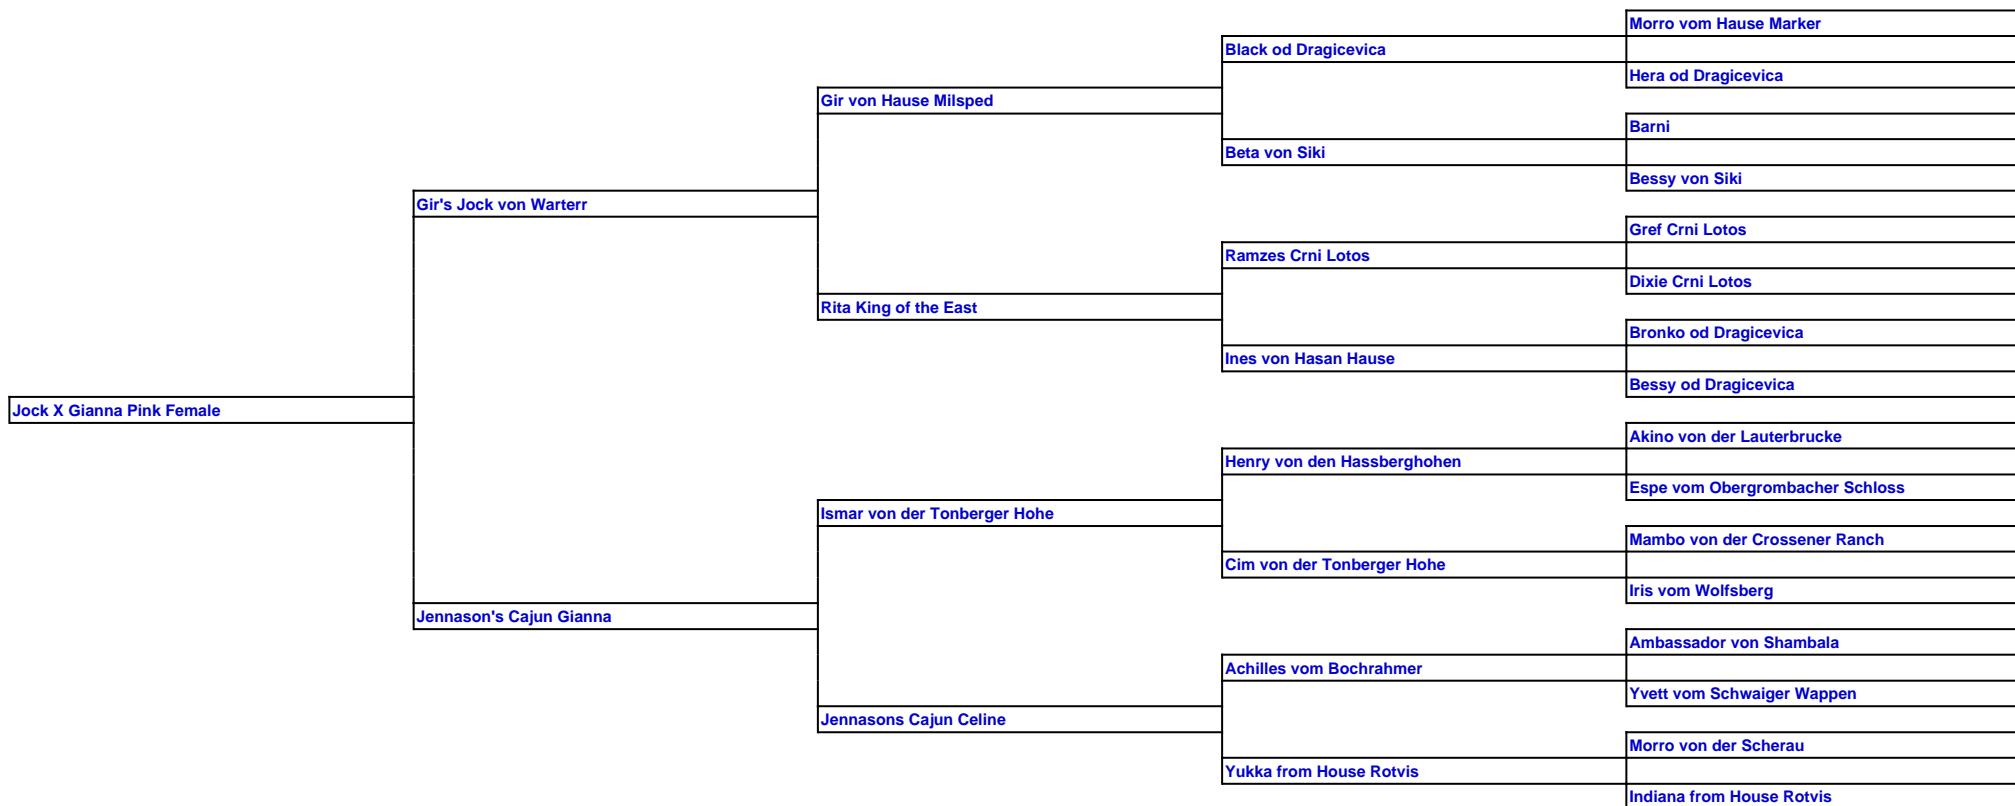 Morro vom Hause Marker
Black od Dragicevica
Hera od Dragicevica
Gir von Hause Milsped
Barni
Beta von Siki
Bessy von Siki
Gir's Jock von Warterr
Gref Crni Lotos
Ramzes Crni Lotos
Dixie Crni Lotos
Rita King of the East
Bronko od Dragicevica
Ines von Hasan Hause
Bessy od Dragicevica
Jock X Gianna Pink Female
Akino von der Lauterbrucke
Henry von den Hassberghohen
Espe vom Obergrombacher Schloss
Ismar von der Tonberger Hohe
Mambo von der Crossener Ranch
Cim von der Tonberger Hohe
Iris vom Wolfsberg
Jennason's Cajun Gianna
Ambassador von Shambala
Achilles vom Bochrahmer
Yvett vom Schwaiger Wappen
Jennasons Cajun Celine
Morro von der Scherau
Yukka from House Rotvis
Indiana from House Rotvis